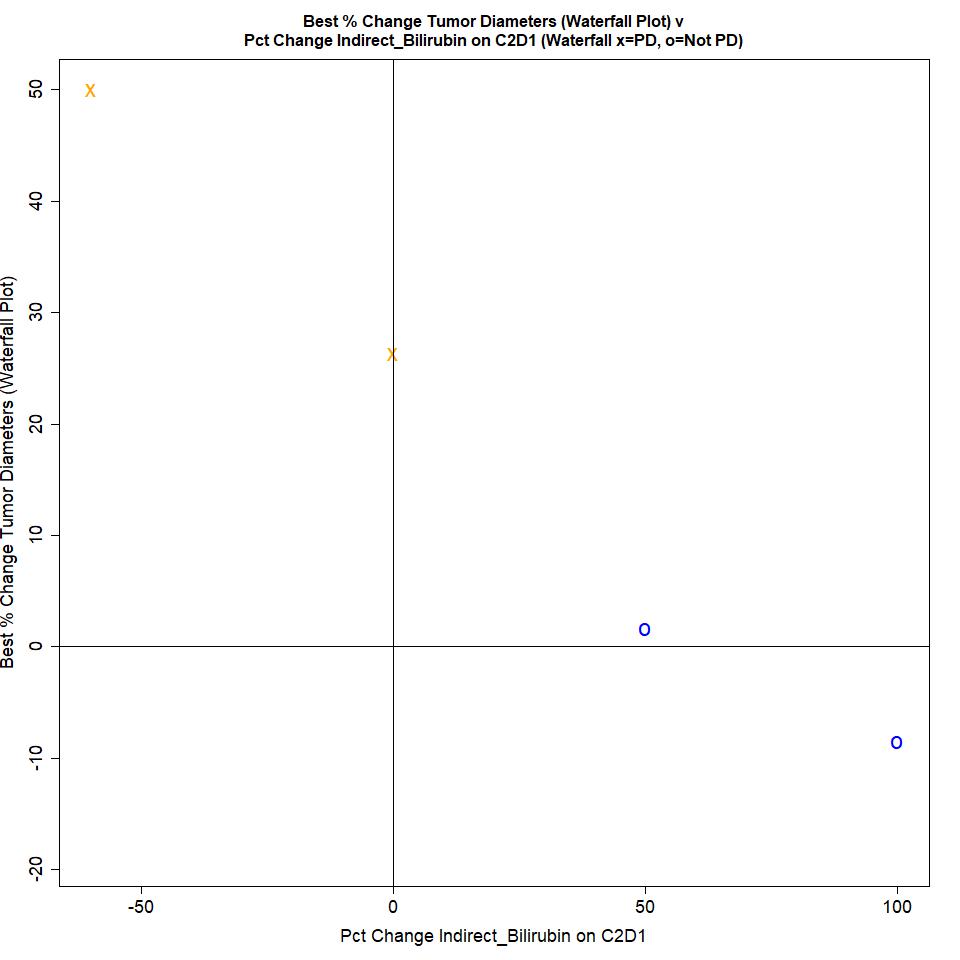 Best % Change Tumor Diameters (Waterfall Plot) v
Pct Change Indirect_Bilirubin on C2D1 (Waterfall x=PD, o=Not PD)
Best % Change Tumor Diameters (Waterfall Plot)
50
40
30
20
10
0
-10
-20
X
X
O
O
-50
0
50
100
Pct Change Indirect_Bilirubin on C2D1